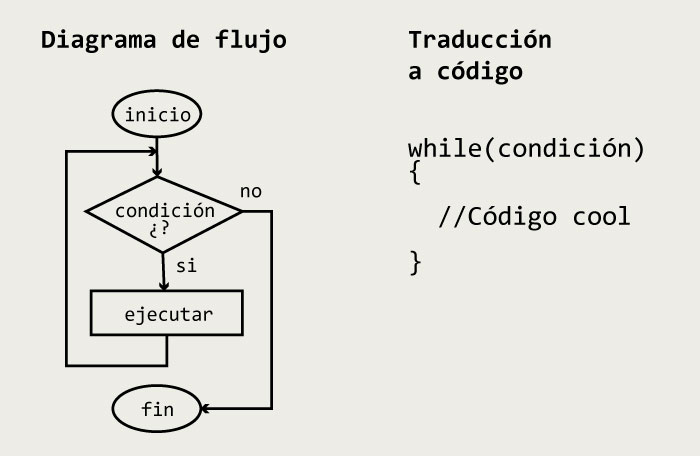 Diagrama de flujo
inicio
condición
¿?
no
si
ejecutar
fin
Traducción
a código
while(condición)
{
//Código cool
}